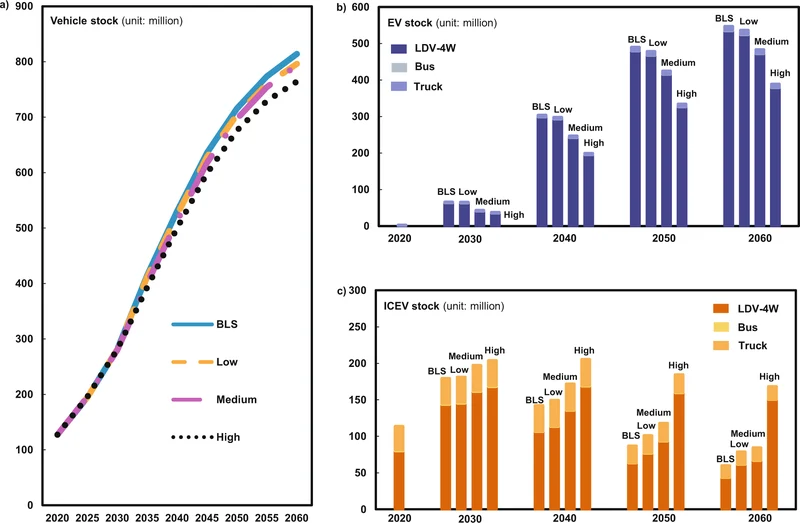 a)
Vehicle stock (unit: million)
900
800
700
600
500
400
300
200
100
0
BLS
Low
Medium
High
2020 2025 2030 2035 2040 2045 2050 2055 2060
b)
EV stock (unit: million)
LDV-4W
Bus
Truck
600
500
400
300
200
100
0
BLS Low Medium High
BLS Low Medium High
BLS Low Medium High
BLS Low Medium High
2020 2030 2040 2050 2060
c)
ICEV stock (unit: million)
LDV-4W
Bus
Truck
300
250
200
150
100
50
0
BLS Low Medium High
BLS Low Medium High
BLS Low Medium High
BLS Low Medium High
2020 2030 2040 2050 2060